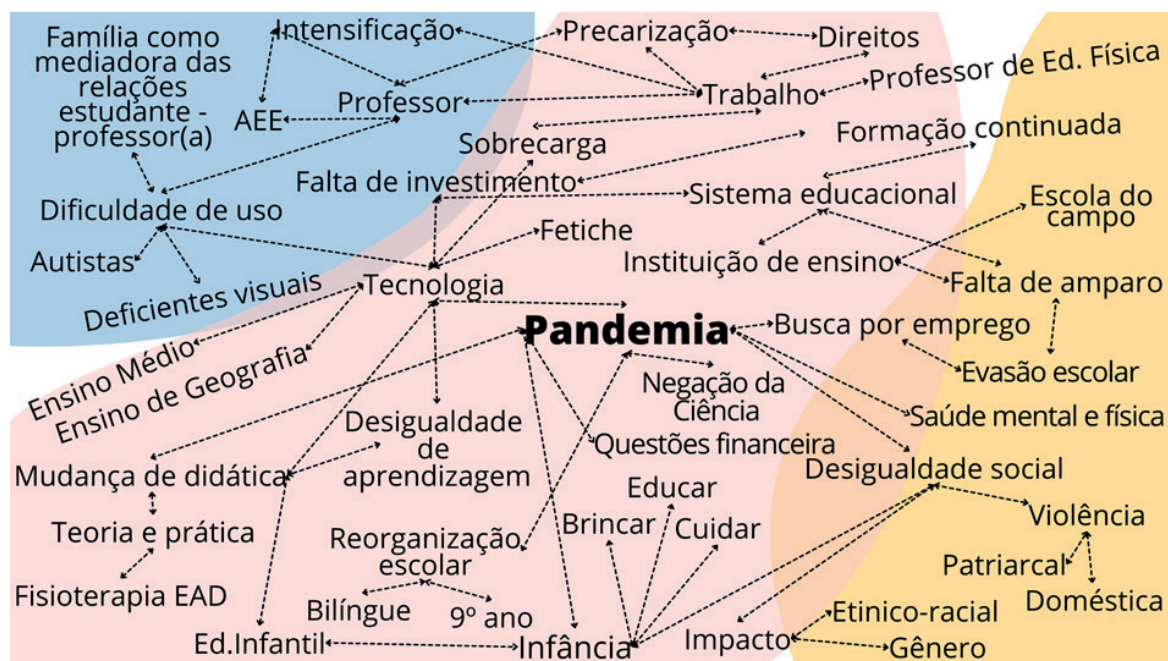 Família como
mediadora das
relações
estudante -
professor(a)
Intensificação
Precarização
Direitos
Professor de Ed. Física
AEE
Professor
Trabalho
Sobrecarga
Formação continuada
Falta de investimento
Sistema educacional
Escola do
campo
Dificuldade de uso
Fetiche
Autistas
Instituição de ensino
Deficientes visuais
Tecnologia
Falta de amparo
Pandemia
Busca por emprego
Ensino Médio
Ensino de Geografia
Negação da
Ciência
Evasão escolar
Saúde mental e física
Desigualdade
de
aprendizagem
Questões financeira
Mudança de didática
Desigualdade social
Educar
Brincar
Cuidar
Violência
Teoria e prática
Reorganização
escolar
Patriarcal
Doméstica
Fisioterapia EAD
Bilíngue
9º ano
Etinico-racial
Ed.Infantil
Infância
Impacto
Gênero